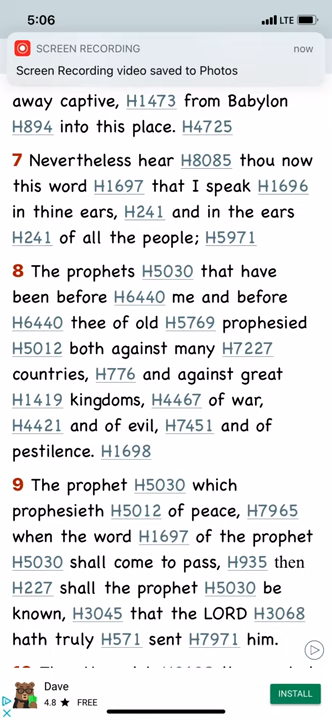 5:06 LTE
SCREEN RECORDING now
Screen Recording video saved to Photos
away captive, H1473 from Babylon
H894 into this place. H4725
7 Nevertheless hear H8085 thou now
this word H1697 that I speak H1696
in thine ears, H241 and in the ears
H241 of all the people; H5971
8 The prophets H5030 that have
been before H6440 me and before
H6440 thee of old H5769 prophesied
H5012 both against many H7227
countries, H776 and against great
H1419 kingdoms, H4467 of war,
H4421 and of evil, H7451 and of
pestilence. H1698
9 The prophet H5030 which
prophesieth H5012 of peace, H7965
when the word H1697 of the prophet
H5030 shall come to pass, H935 then
H227 shall the prophet H5030 be
known, H3045 that the LORD H3068
hath truly H571 sent H7971 him.
Dave
4.8 ★ FREE
INSTALL